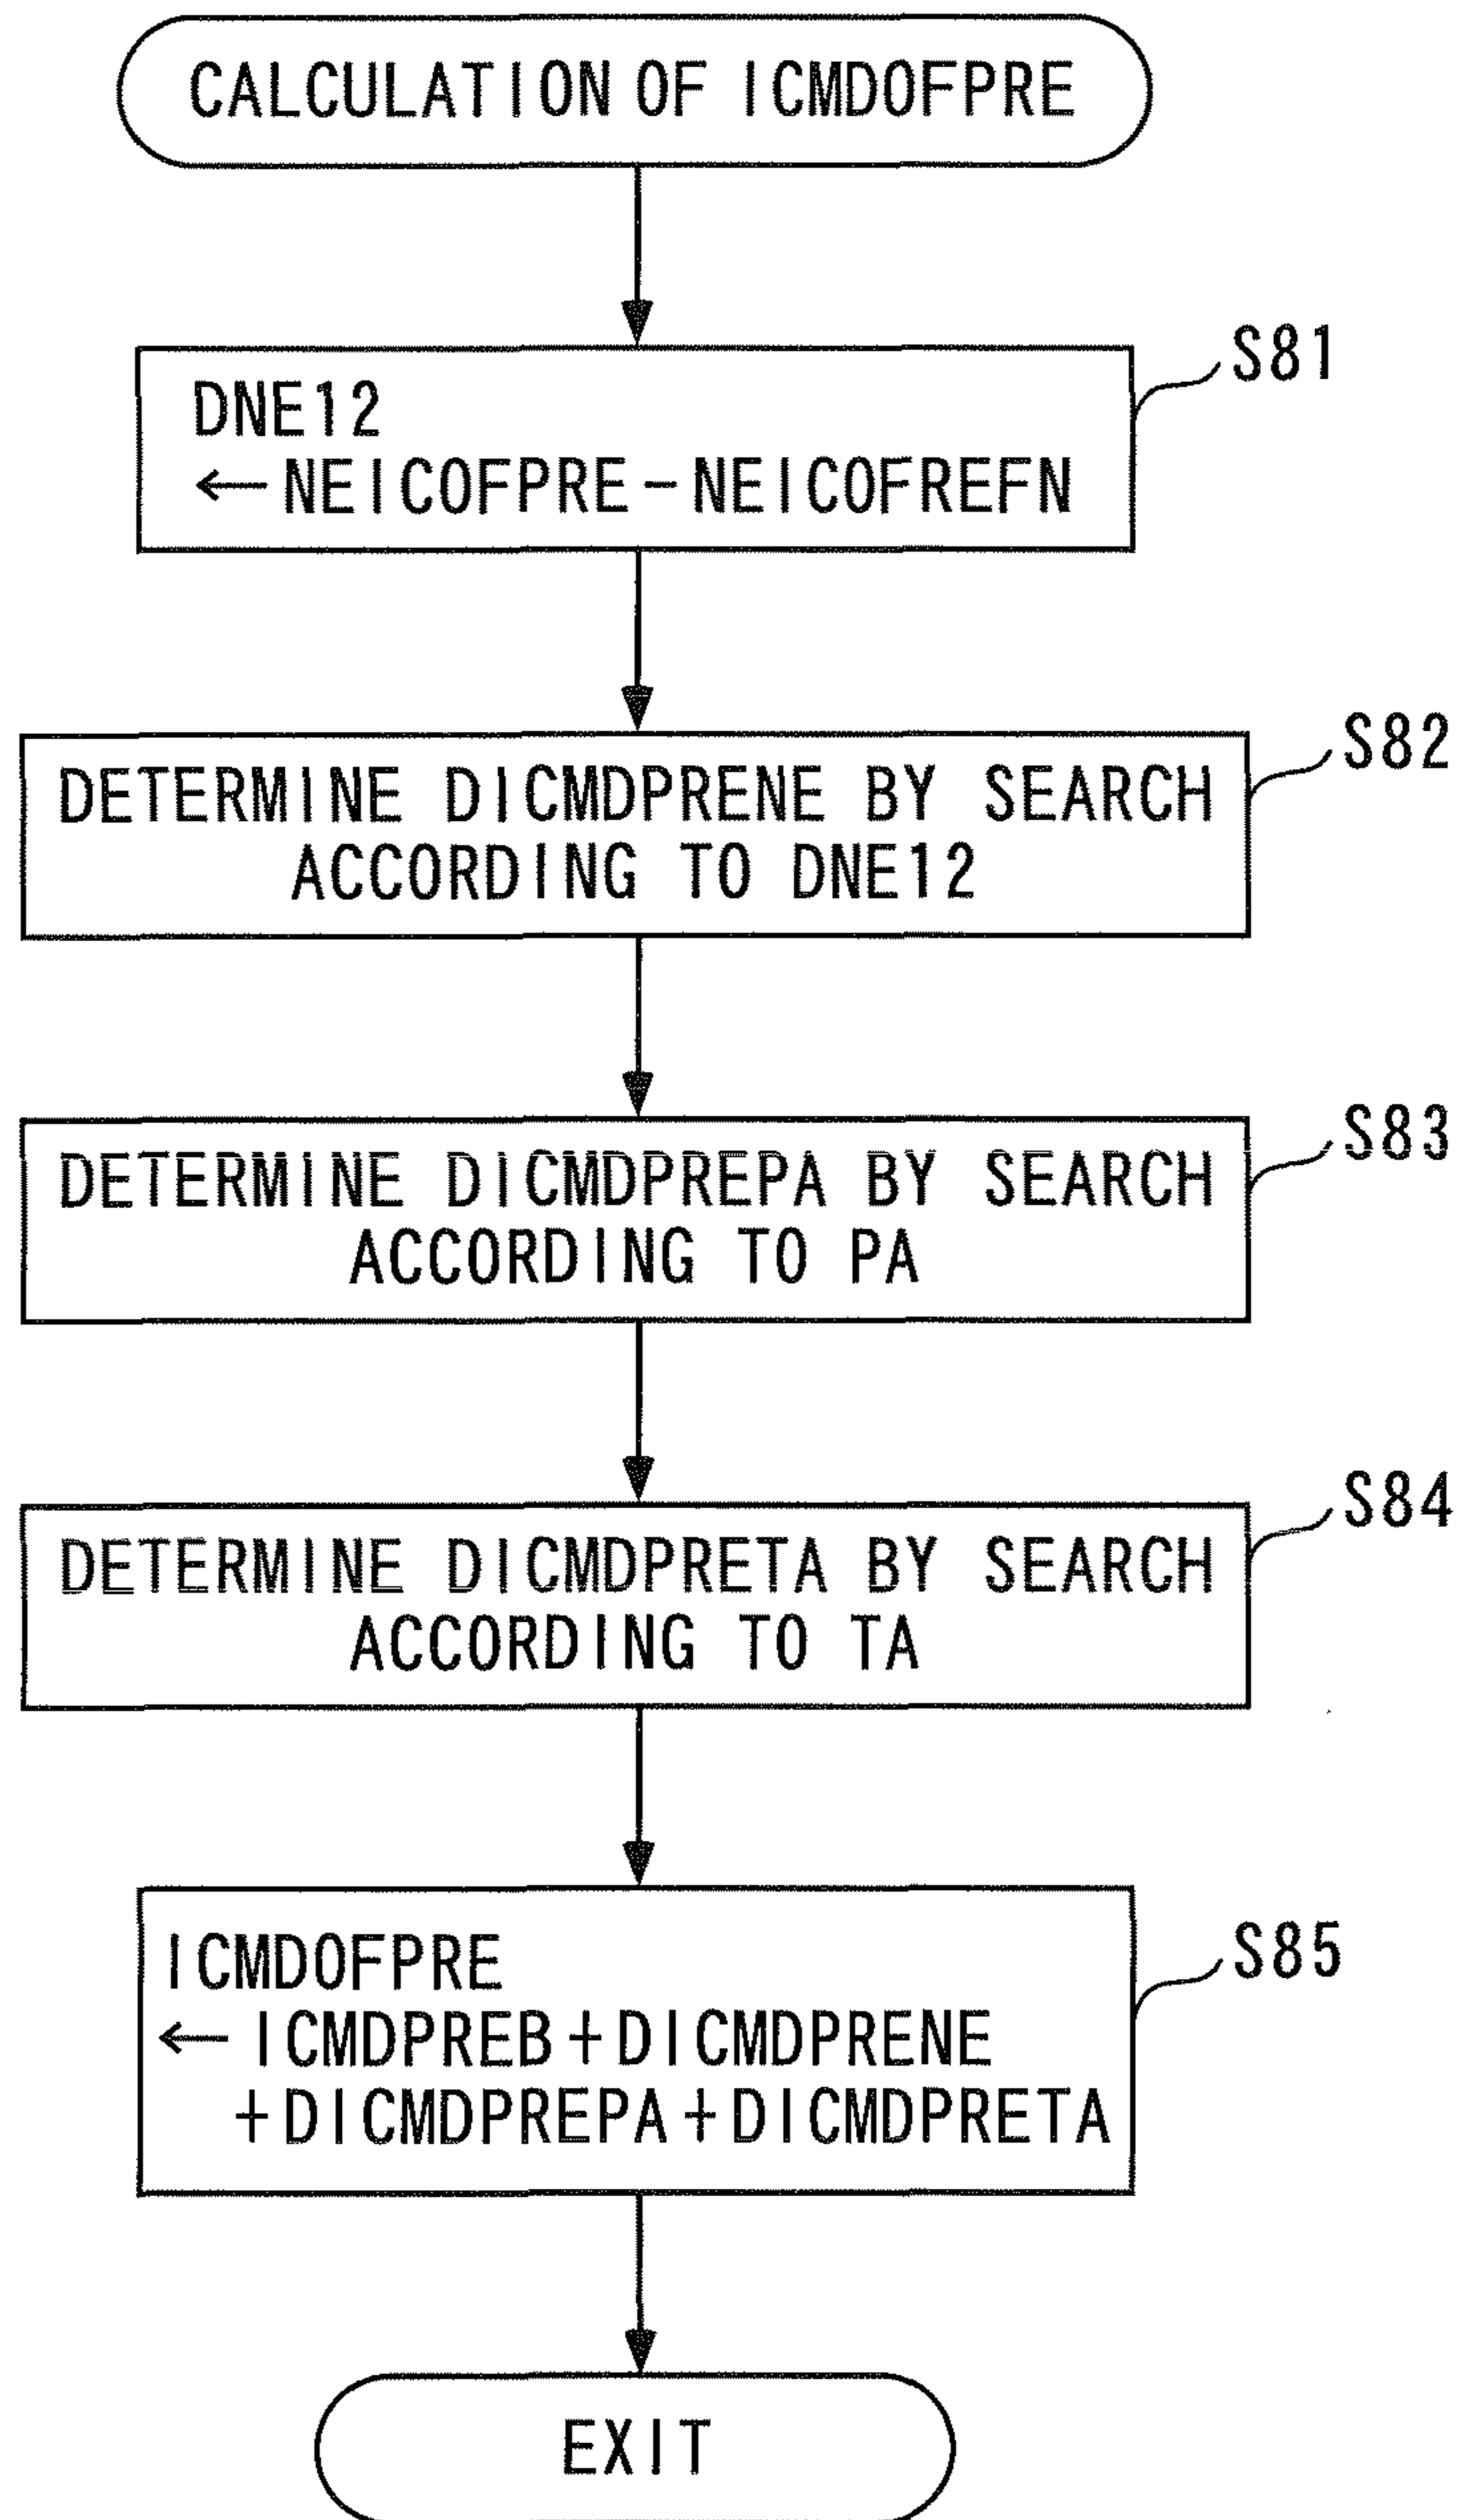 CALCULATION OF ICMDOFPRE
S81
DNE12
←NEICOFPRE-NEICOFREFN
S82
DETERMINE DICMDPRENE BY SEARCH
ACCORDING TO DNE12
S83
DETERMINE DICMDPREPA BY SEARCH
ACCORDING TO PA
S84
DETERMINE DICMDPRETA BY SEARCH
ACCORDING TO TA
S85
ICMDOFPRE
←ICMDPREB+DICMDPRENE
+DICMDPREPA+DICMDPRETA
EXIT